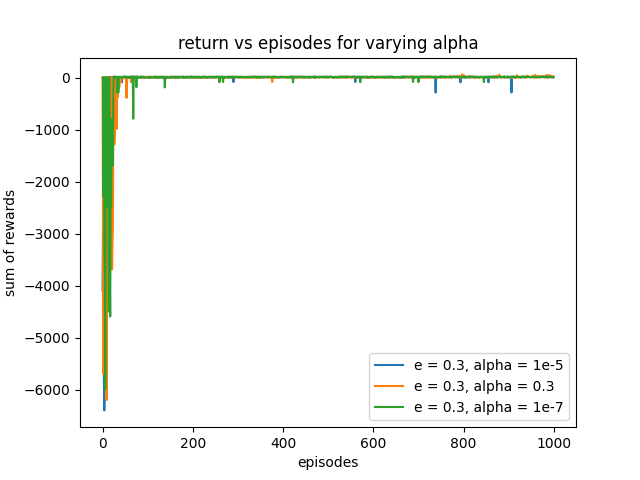 return vs episodes for varying alpha
sum of rewards
0
−1000
−2000
−3000
−4000
−5000
−6000
e = 0.3, alpha = 1e-5
e = 0.3, alpha = 0.3
e = 0.3, alpha = 1e-7
0 200 400 600 800 1000
episodes